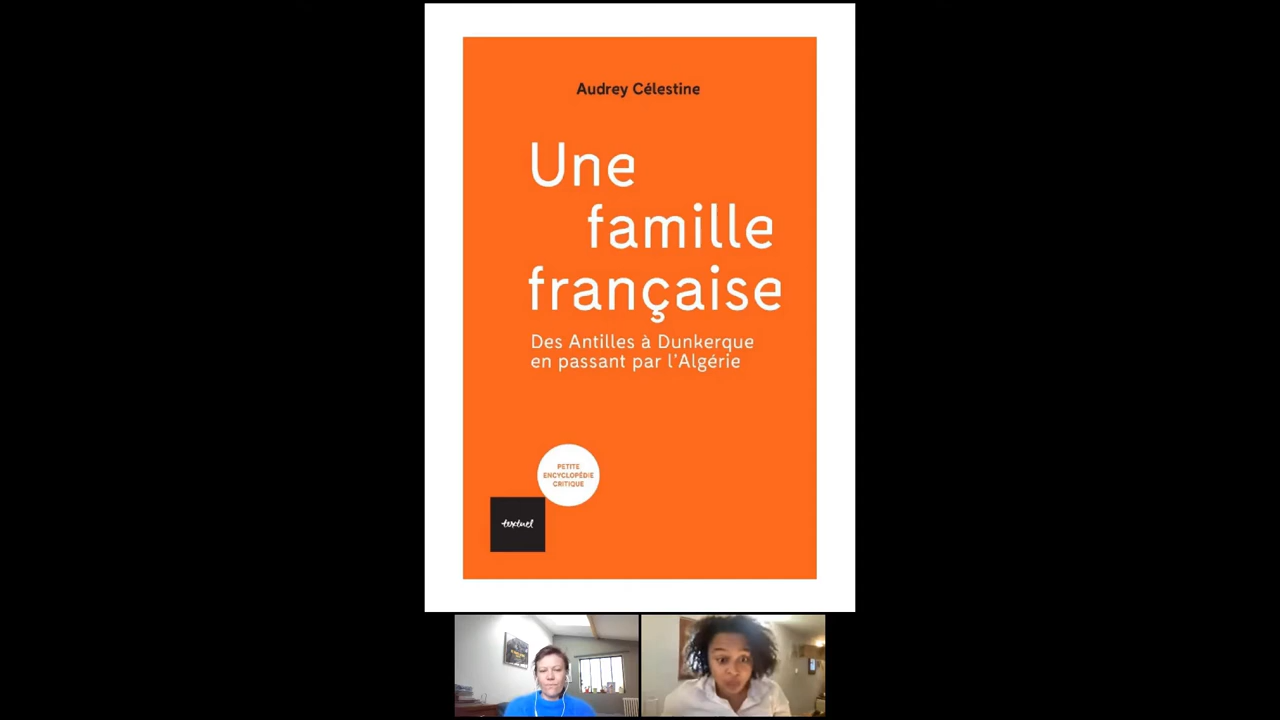 Audrey Célestine
Une
famille
française
Des Antilles à Dunkerque
en passant par l'Algérie
PETITE
ENCYCLOPÉDIE
CRITIQUE
textuel